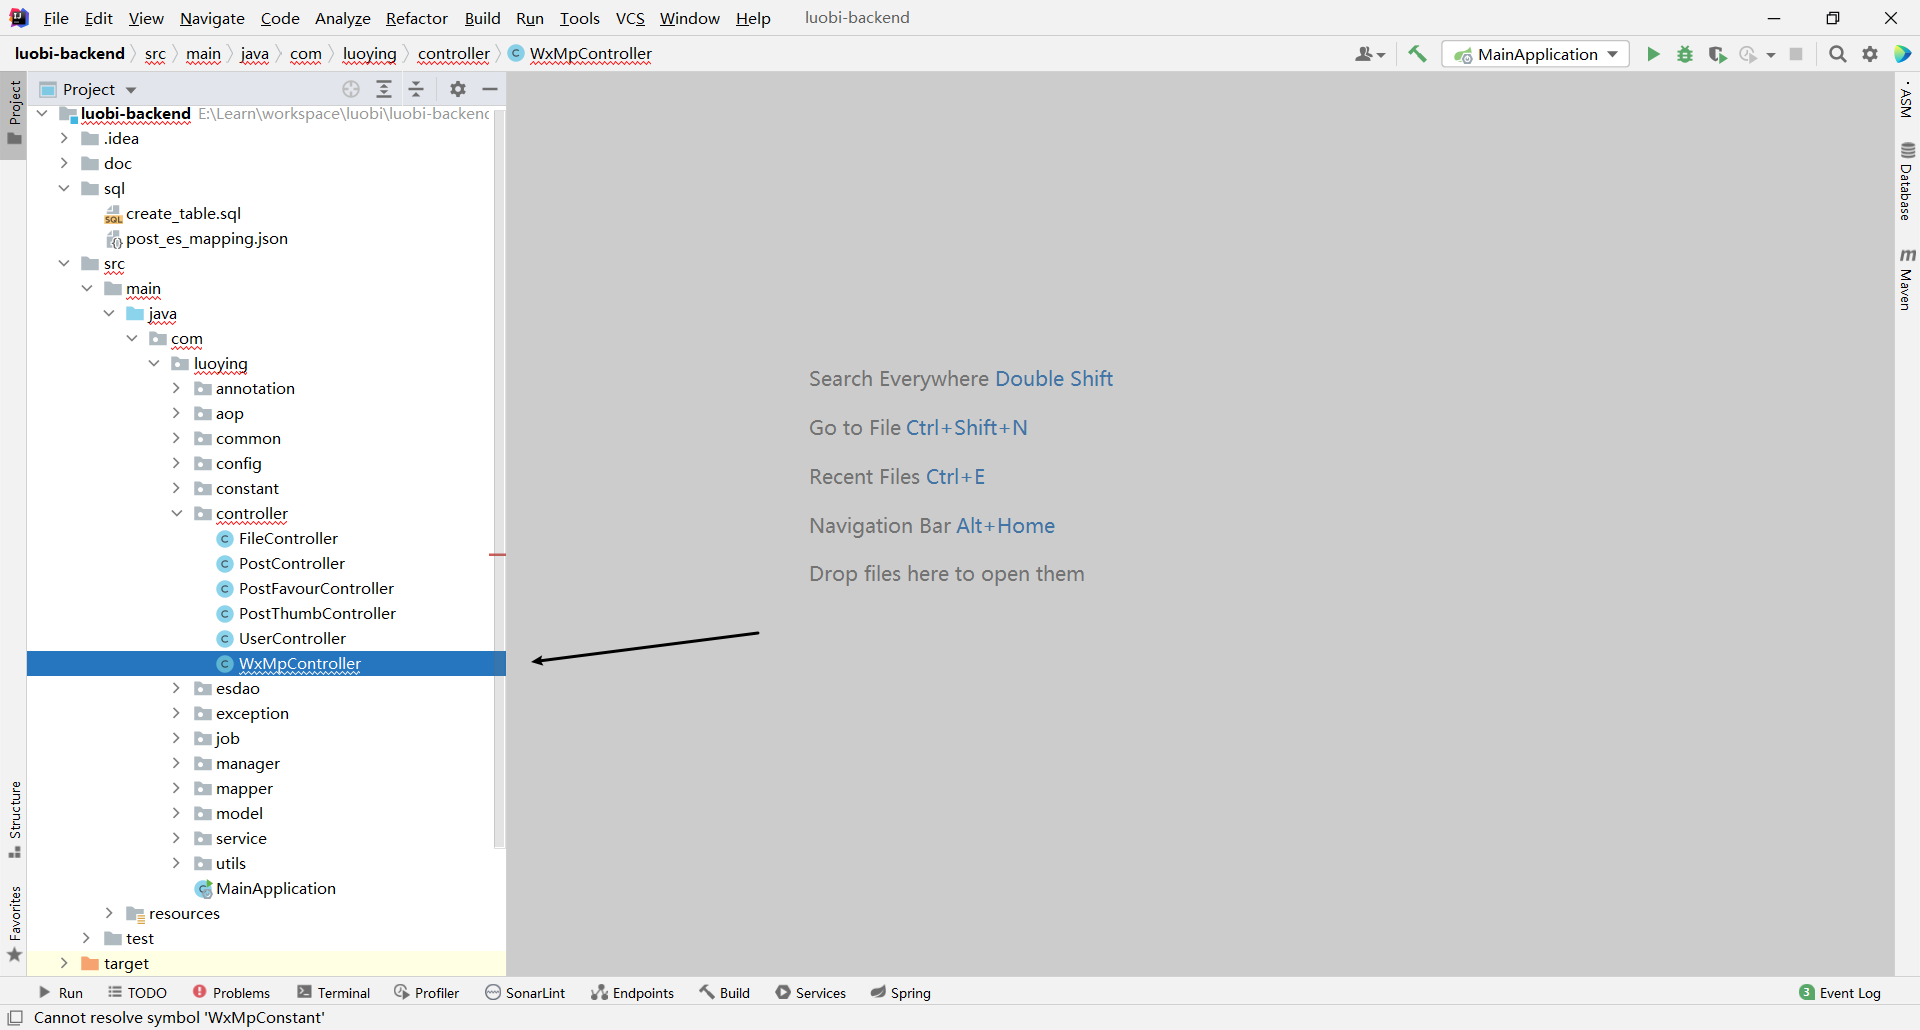 File Edit View Navigate Code Analyze Refactor Build Run Tools VCS Window Help luobi-backend
luobi-backend src main java com luoying controller WxMpController
MainApplication
Project
luobi-backend E:\Learn\workspace\luobi\luobi-backend
.idea
doc
sql
create_table.sql
post_es_mapping.json
src
main
java
com
luoying
annotation
aop
common
config
constant
controller
FileController
PostController
PostFavourController
PostThumbController
UserController
WxMpController
esdao
exception
job
manager
mapper
model
service
utils
MainApplication
resources
test
target
Project
Structure
Favorites
Search Everywhere Double Shift
Go to File Ctrl+Shift+N
Recent Files Ctrl+E
Navigation Bar Alt+Home
Drop files here to open them
ASM
Database
Maven
Run TODO Problems Terminal Profiler SonarLint Endpoints Build Services Spring 3 Event Log
Cannot resolve symbol 'WxMpConstant'